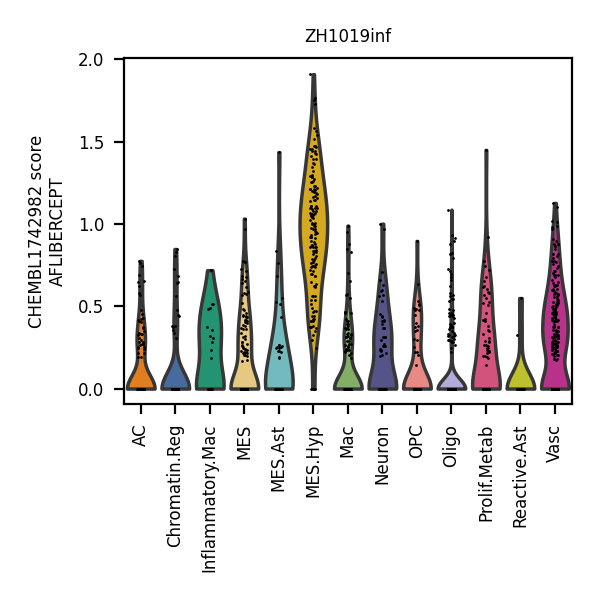 ZH1019inf
CHEMBL1742982 score
AFLIBERCEPT
2.0
1.5
1.0
0.5
0.0
AC
Chromatin.Reg
Inflammatory.Mac
MES
MES.Ast
MES.Hyp
Mac
Neuron
OPC
Oligo
Prolif.Metab
Reactive.Ast
Vasc